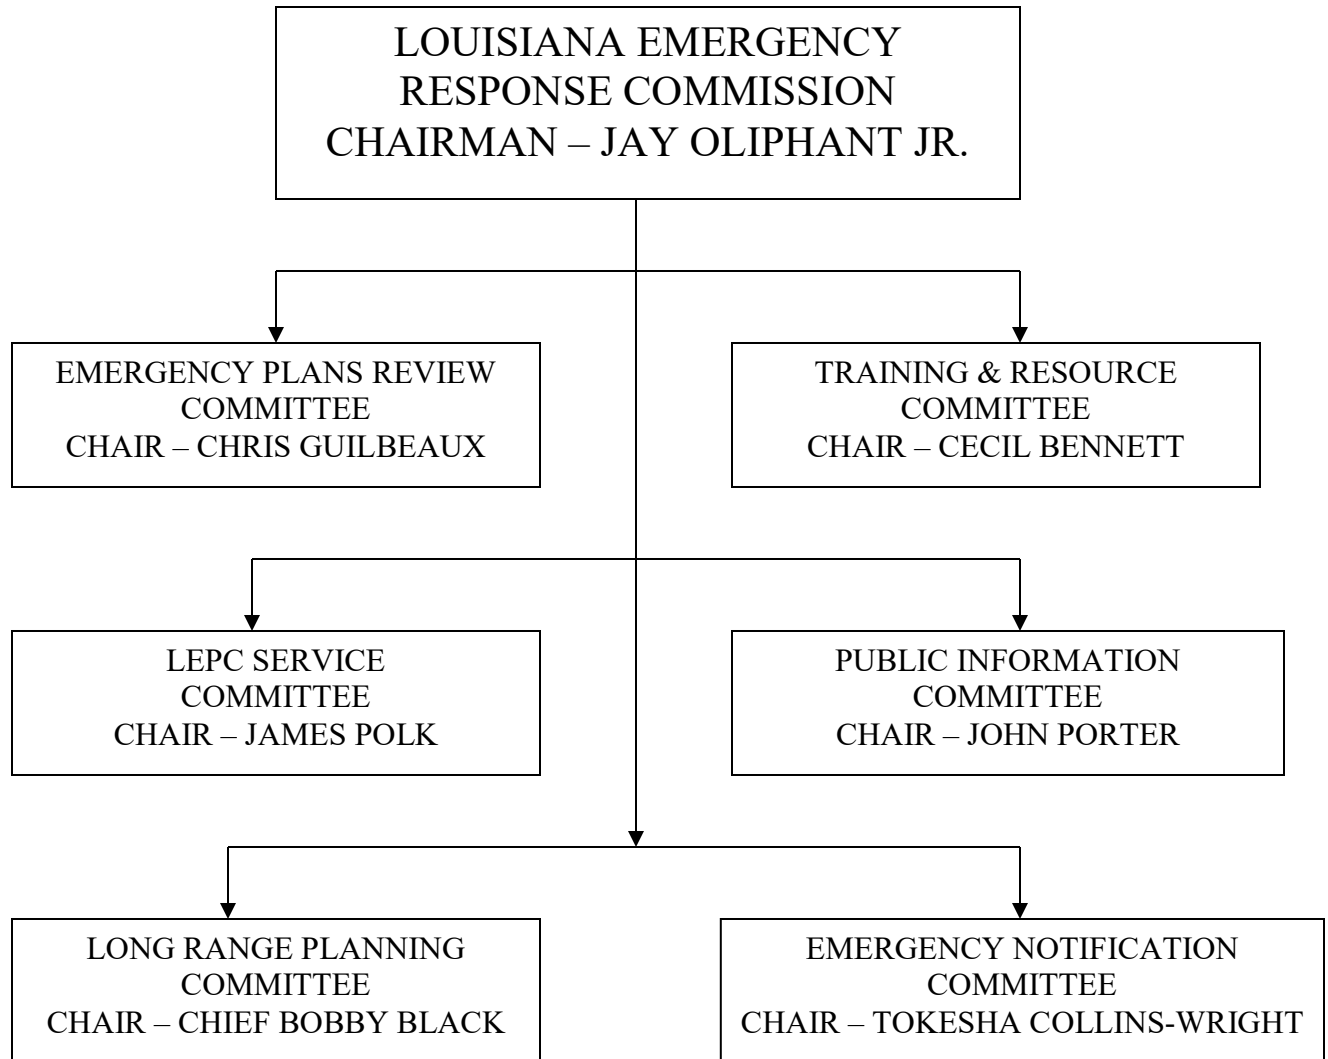 LOUISIANA EMERGENCY
RESPONSE COMMISSION
CHAIRMAN – JAY OLIPHANT JR.
EMERGENCY PLANS REVIEW
COMMITTEE
CHAIR – CHRIS GUILBEAUX
TRAINING & RESOURCE
COMMITTEE
CHAIR – CECIL BENNETT
LEPC SERVICE
COMMITTEE
CHAIR – JAMES POLK
PUBLIC INFORMATION
COMMITTEE
CHAIR – JOHN PORTER
LONG RANGE PLANNING
COMMITTEE
CHAIR – CHIEF BOBBY BLACK
EMERGENCY NOTIFICATION
COMMITTEE
CHAIR – TOKESHA COLLINS-WRIGHT